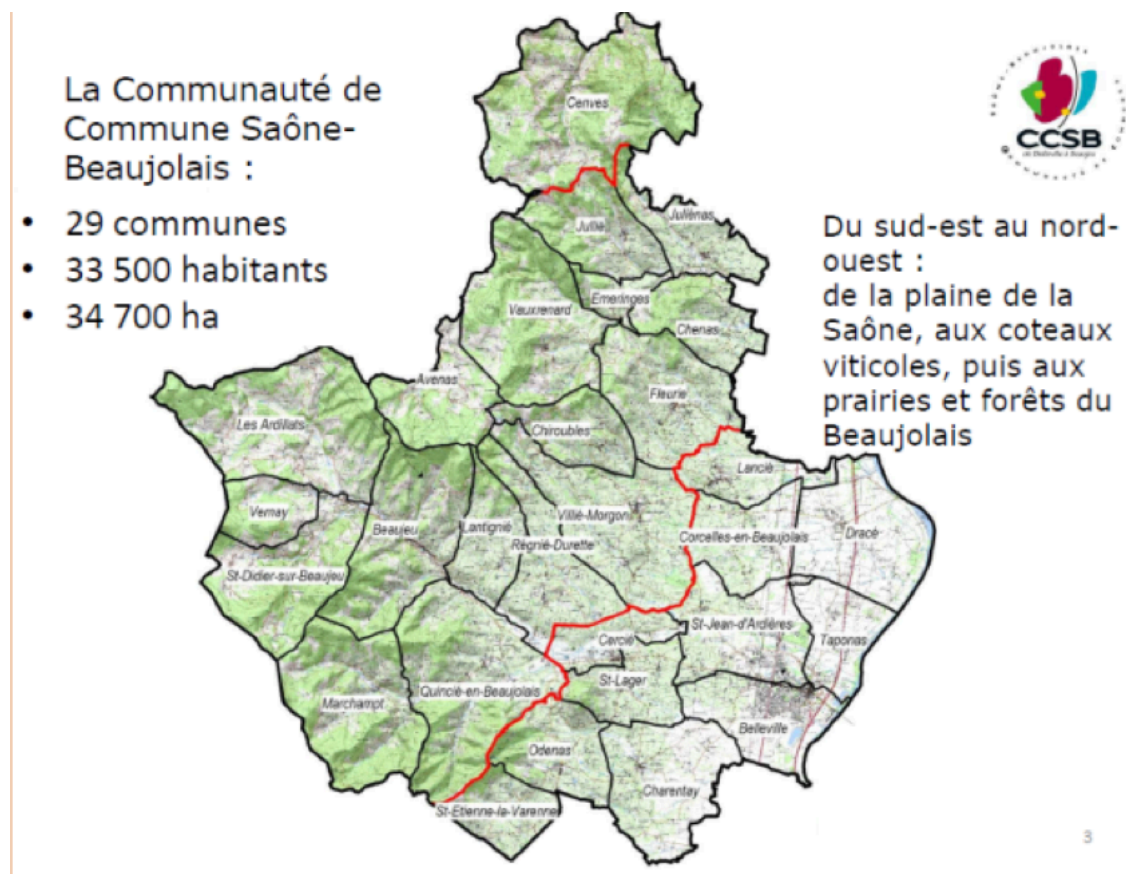 La Communauté de
Commune Saône-
Beaujolais :
• 29 communes
• 33 500 habitants
• 34 700 ha
CCSB
Du sud-est au nord-
ouest :
de la plaine de la
Saône, aux coteaux
viticoles, puis aux
prairies et forêts du
Beaujolais
Cenves
Jullié
Juliénas
Emeringes
Vauxrenard
Chenas
Avenas
Fleurie
Les Ardillats
Chiroubles
Lancié
Vernay
Beaujeu
Lantignié
Villié-Morgon
Régnié-Durette
Corcelles-en-Beaujolais
Dracé
St-Didier-sur-Beaujeu
St-Jean-d'Ardières
Cercié
Taponas
St-Lager
Quincié-en-Beaujolais
Marchampt
Belleville
Odenas
Charentay
St-Etienne-la-Varenne
3